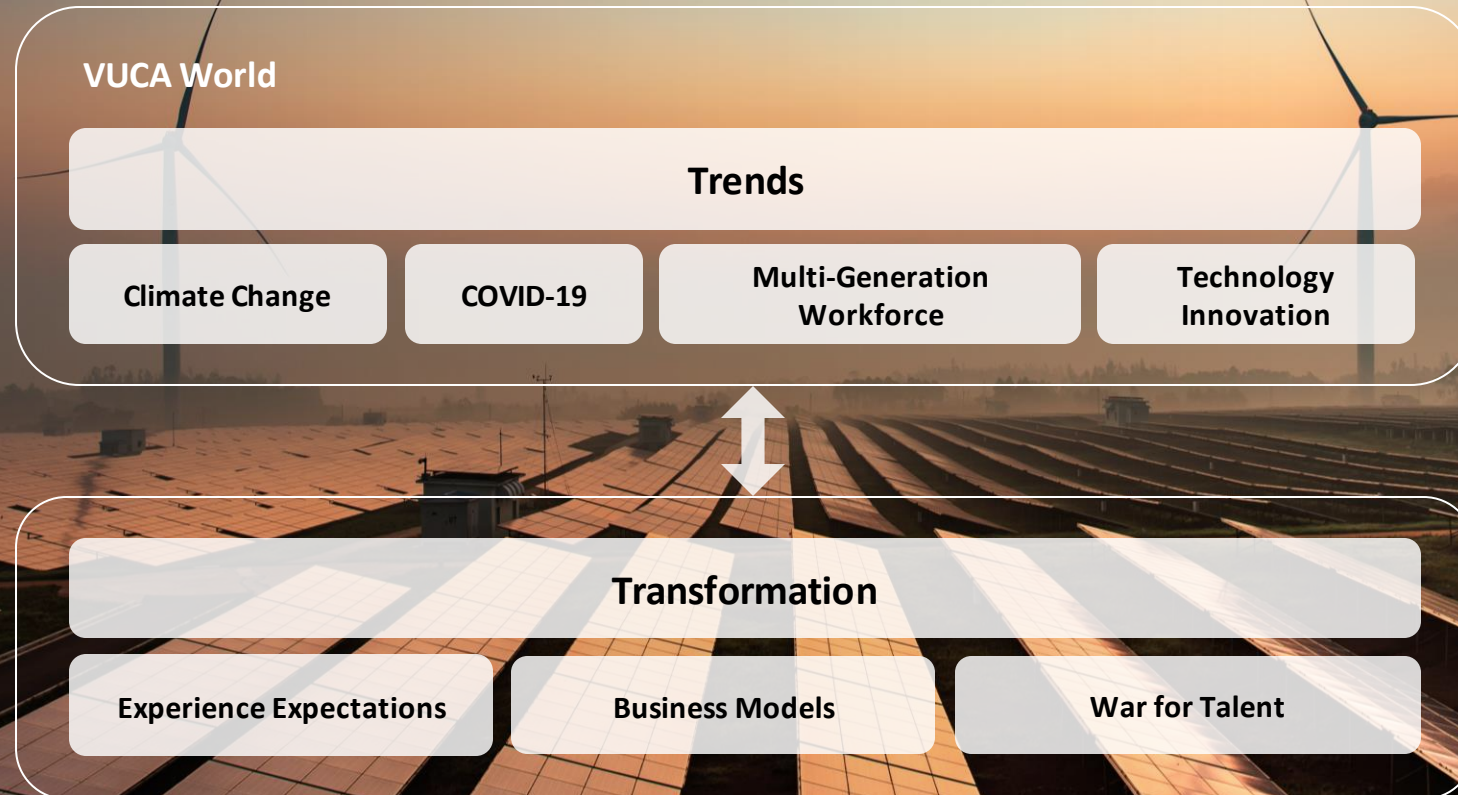 VUCA World
Trends
Climate Change
COVID-19
Multi-Generation
Workforce
Technology
Innovation
Transformation
Experience Expectations
Business Models
War for Talent